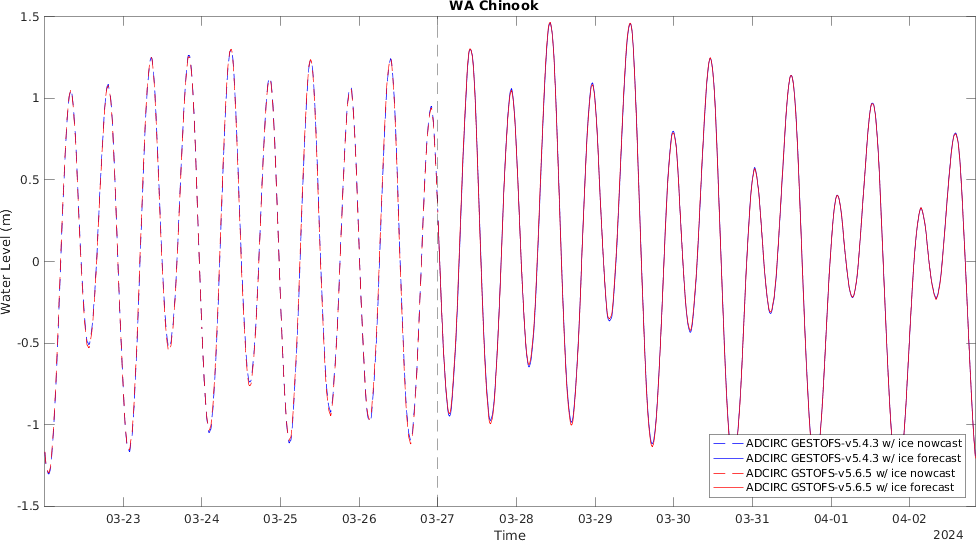 WA Chinook
1.5
1
0.5
0
-0.5
-1
-1.5
Water Level (m)
ADCIRC GESTOFS-v5.4.3 w/ ice nowcast
ADCIRC GESTOFS-v5.4.3 w/ ice forecast
ADCIRC GSTOFS-v5.6.5 w/ ice nowcast
ADCIRC GSTOFS-v5.6.5 w/ ice forecast
03-23 03-24 03-25 03-26 03-27 03-28 03-29 03-30 03-31 04-01 04-02
Time
2024